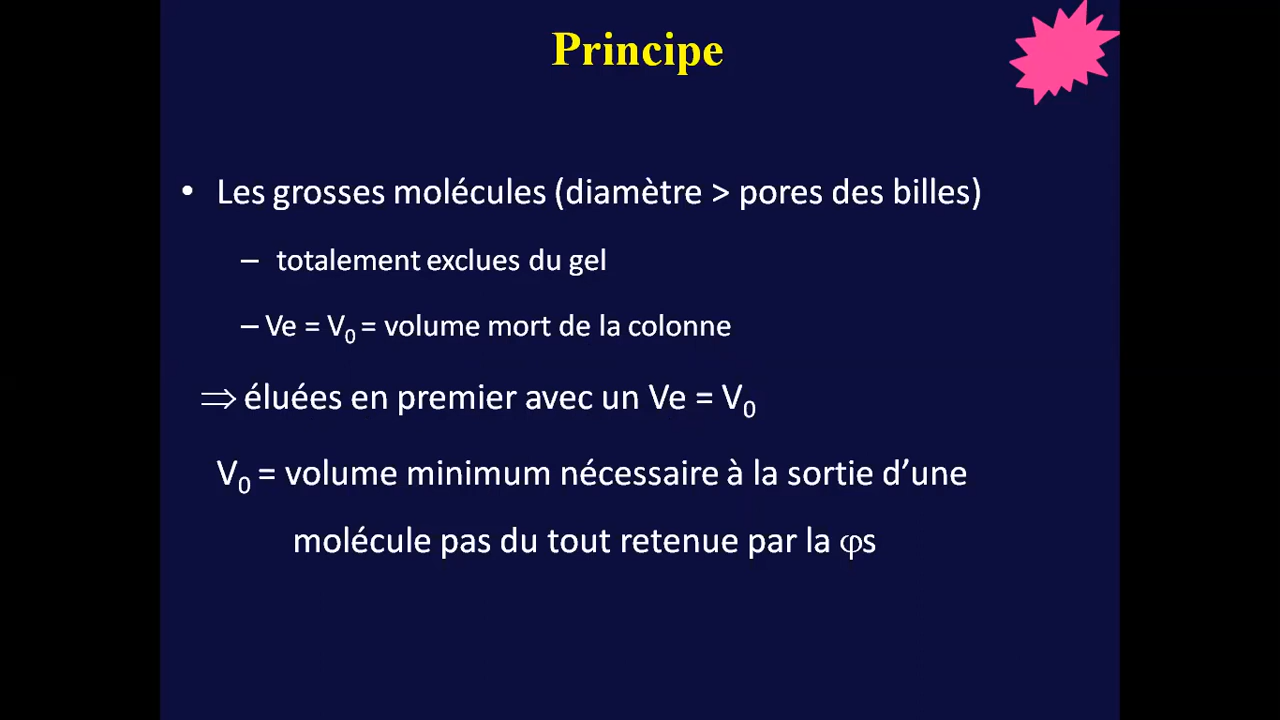 Principe
• Les grosses molécules (diamètre > pores des billes)
– totalement exclues du gel
– Ve = V₀ = volume mort de la colonne
⇒ éluées en premier avec un Ve = V₀
V₀ = volume minimum nécessaire à la sortie d’une
molécule pas du tout retenue par la φs